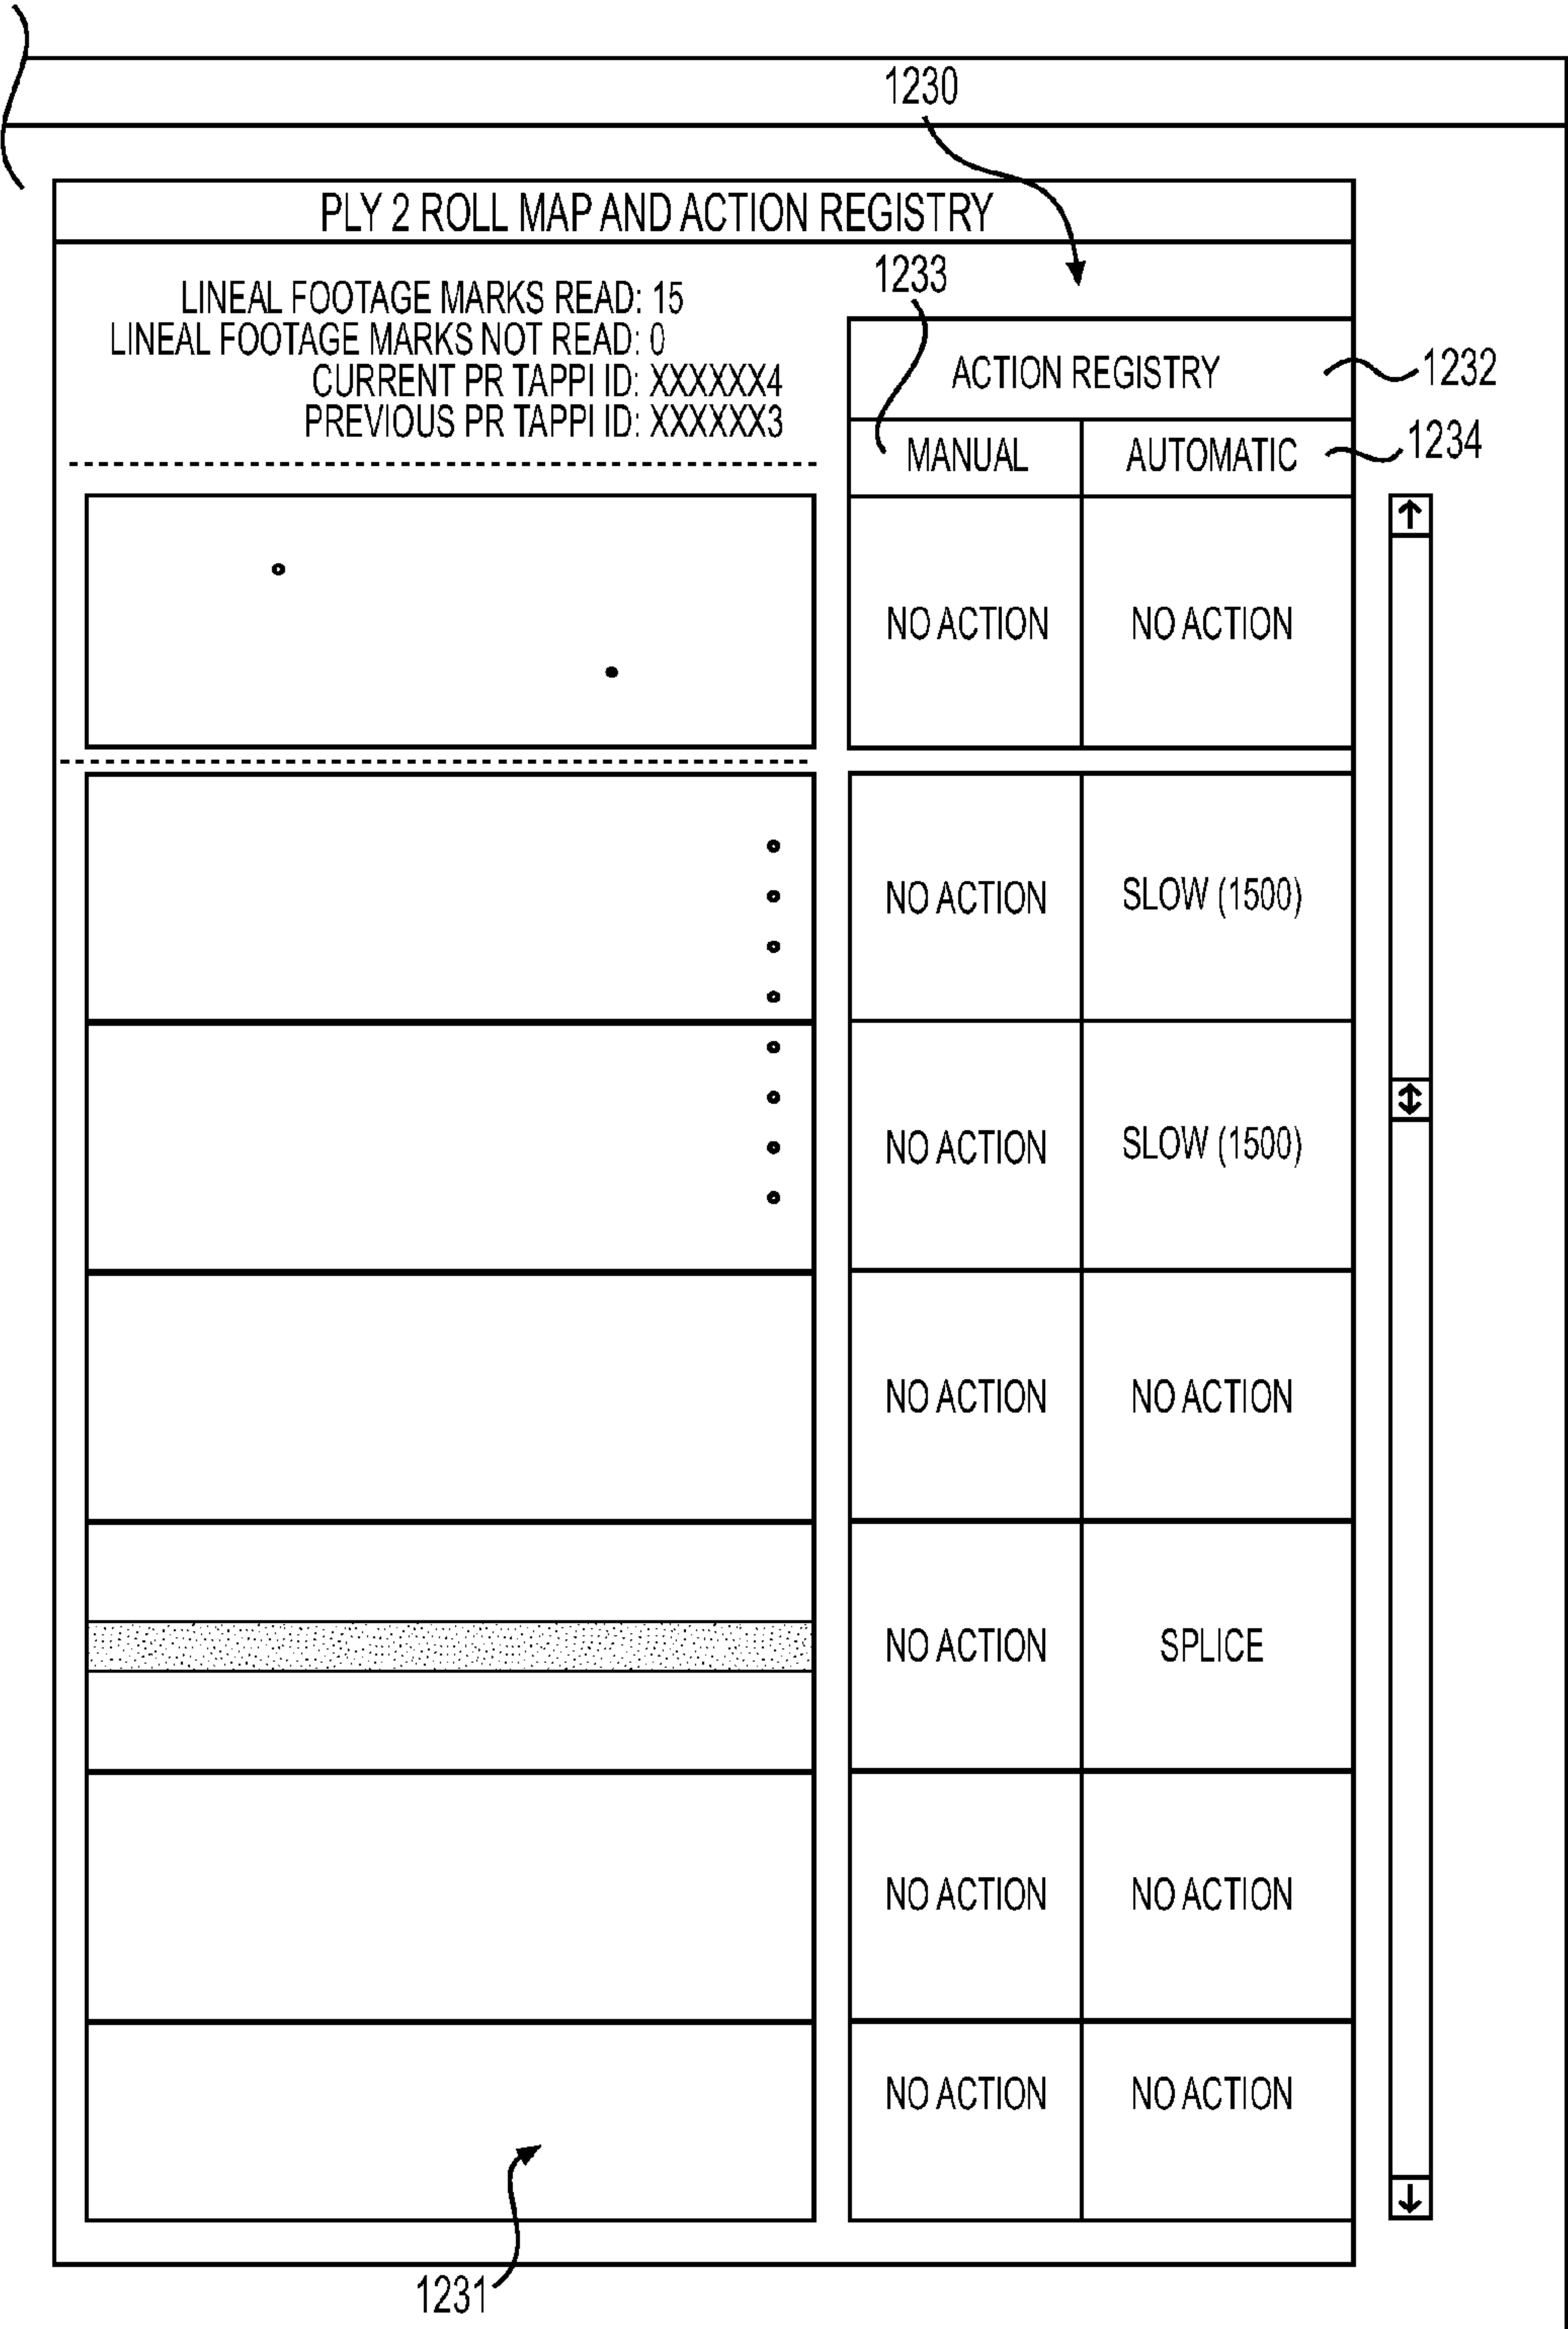 1230
PLY 2 ROLL MAP AND ACTION REGISTRY
1233
LINEAL FOOTAGE MARKS READ: 15
LINEAL FOOTAGE MARKS NOT READ: 0
CURRENT PR TAPPI ID: XXXXXX4
PREVIOUS PR TAPPI ID: XXXXXX3
ACTION REGISTRY
1232
MANUAL AUTOMATIC
1234
NO ACTION NO ACTION
NO ACTION SLOW (1500)
NO ACTION SLOW (1500)
NO ACTION NO ACTION
NO ACTION SPLICE
NO ACTION NO ACTION
NO ACTION NO ACTION
1231